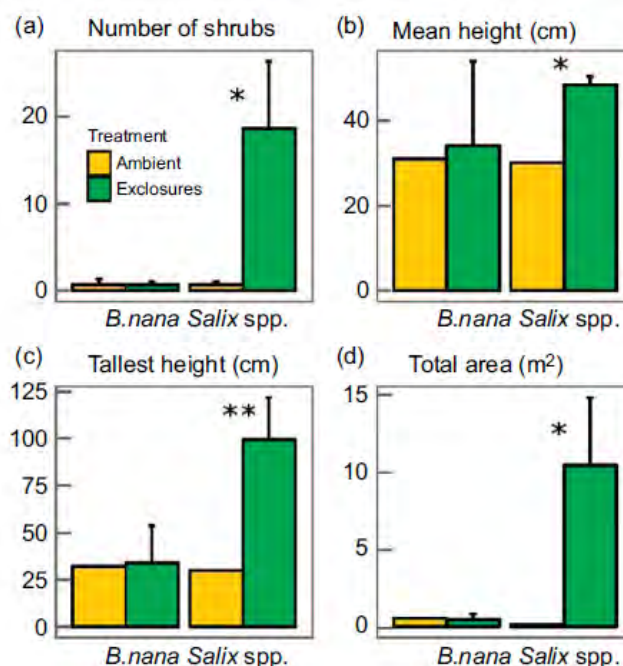 (a) Number of shrubs
20
10
0
Treatment
Ambient
Exclosures
*
B.nana Salix spp.
(b) Mean height (cm)
40
20
0
*
B.nana Salix spp.
(c) Tallest height (cm)
125
100
75
50
25
0
**
B.nana Salix spp.
(d) Total area (m²)
15
10
5
0
*
B.nana Salix spp.